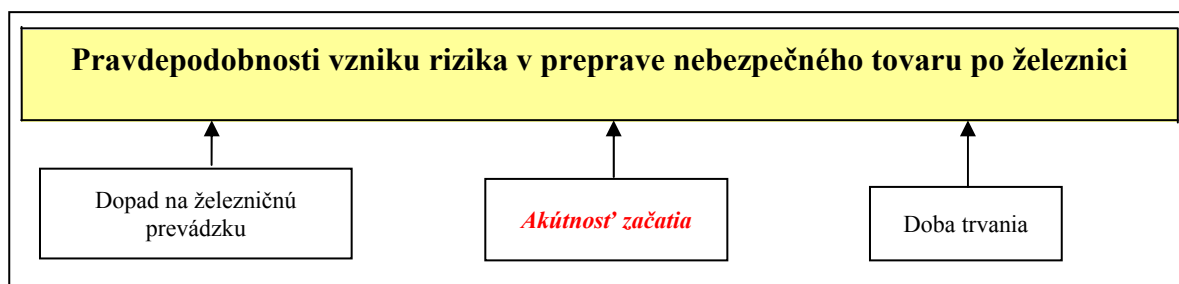 Pravdepodobnosti vzniku rizika v preprave nebezpečného tovaru po železnici
Dopad na železničnú
prevádzku
Akútnosť začatia
Doba trvania